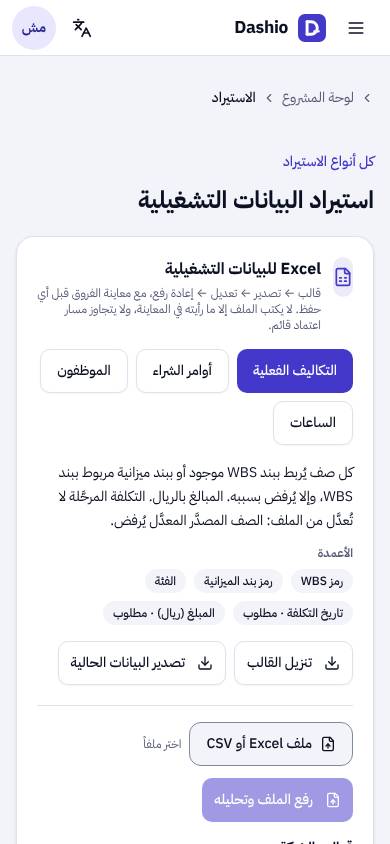 Dashio
مش
لوحة المشروع
الاستيراد
كل أنواع الاستيراد
استيراد البيانات التشغيلية
Excel للبيانات التشغيلية
قالب ← تصدير ← تعديل ← إعادة رفع، مع معاينة الفروق قبل أي
حفظ. لا يكتب الملف إلا ما رأيته في المعاينة، ولا يتجاوز مسار
اعتماد قائم.
التكاليف الفعلية
أوامر الشراء
الموظفون
الساعات
كل صف يُربط ببند WBS موجود أو ببند ميزانية مربوط ببند
WBS، وإلا يُرفض بسببه. المبالغ بالريال. التكلفة المرحَّلة لا
تُعدَّل من الملف: الصف المصدَّر المعدَّل يُرفض.
الأعمدة
رمز WBS
رمز بند الميزانية
الفئة
تاريخ التكلفة · مطلوب
المبلغ (ريال) · مطلوب
تنزيل القالب
تصدير البيانات الحالية
ملف Excel أو CSV
اختر ملفاً
رفع الملف وتحليله